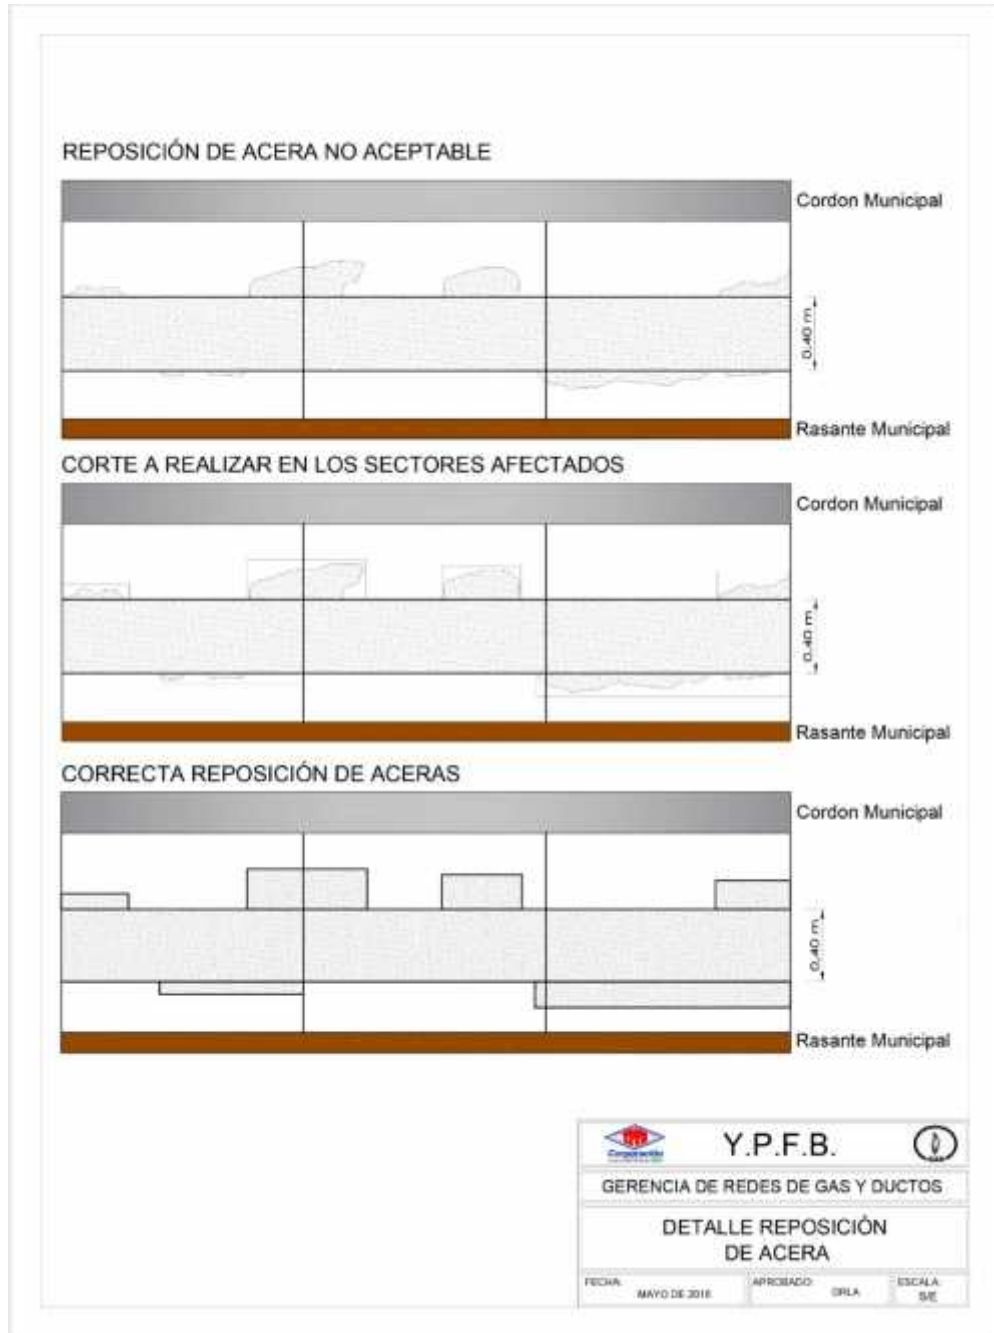 REPOSICIÓN DE ACERA NO ACEPTABLE
Cordon Municipal
0,40 m
Rasante Municipal
CORTE A REALIZAR EN LOS SECTORES AFECTADOS
Cordon Municipal
0,40 m
Rasante Municipal
CORRECTA REPOSICIÓN DE ACERAS
Cordon Municipal
0,40 m
Rasante Municipal
Corporación
Y.P.F.B.
GERENCIA DE REDES DE GAS Y DUCTOS
DETALLE REPOSICIÓN
DE ACERA
FECHA:
MAYO DE
APROBADO:
ESCALA:
S/E